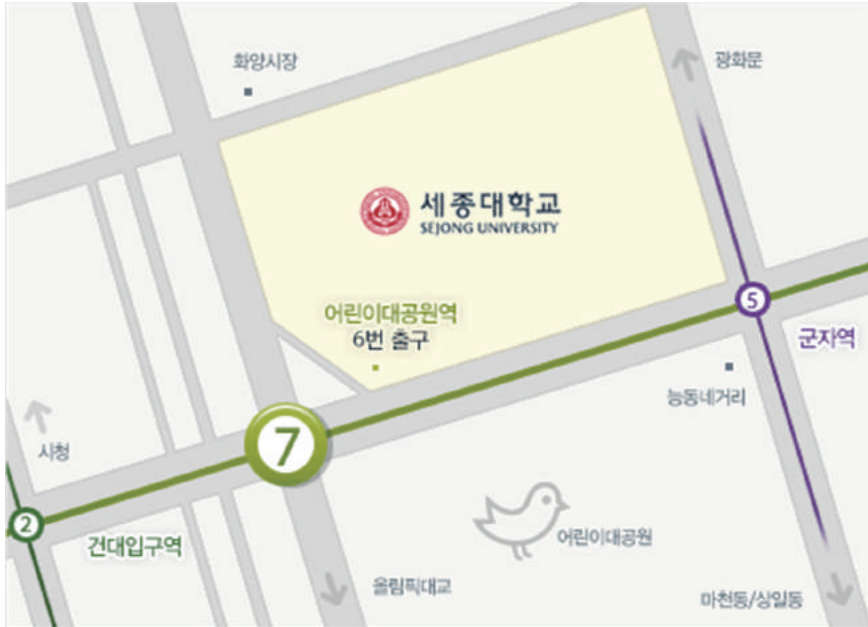 화양시장
광화문
세종대학교
SEJONG UNIVERSITY
어린이대공원역
6번 출구
5
군자역
능동네거리
7
시청
2
건대입구역
어린이대공원
올림픽대교
마천동/상일동